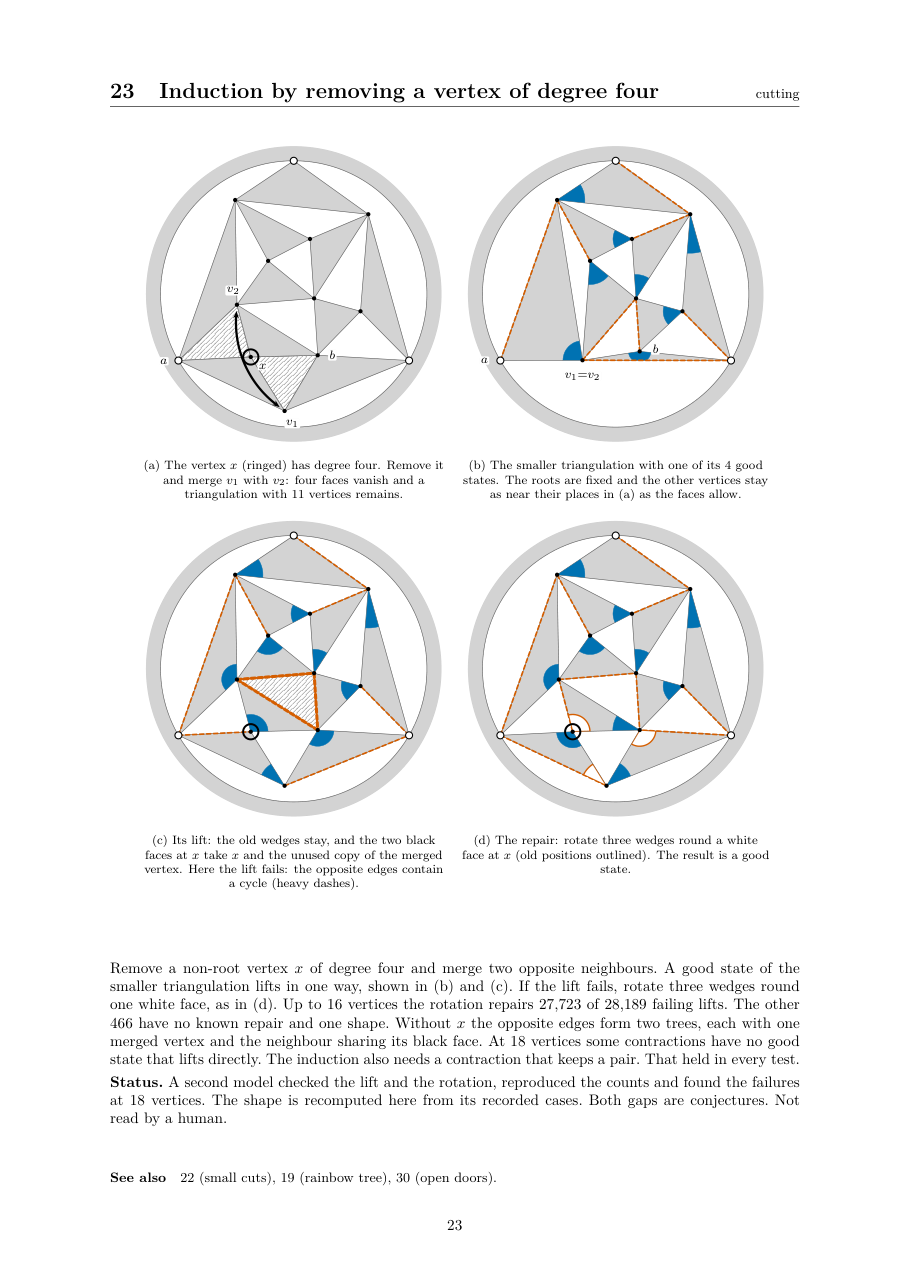 23 Induction by removing a vertex of degree four cutting
v2
a
x
b
v1
a
b
v1=v2
(a) The vertex x (ringed) has degree four. Remove it
and merge v1 with v2: four faces vanish and a
triangulation with 11 vertices remains.
(b) The smaller triangulation with one of its 4 good
states. The roots are fixed and the other vertices stay
as near their places in (a) as the faces allow.
(c) Its lift: the old wedges stay, and the two black
faces at x take x and the unused copy of the merged
vertex. Here the lift fails: the opposite edges contain
a cycle (heavy dashes).
(d) The repair: rotate three wedges round a white
face at x (old positions outlined). The result is a good
state.
Remove a non-root vertex x of degree four and merge two opposite neighbours. A good state of the
smaller triangulation lifts in one way, shown in (b) and (c). If the lift fails, rotate three wedges round
one white face, as in (d). Up to 16 vertices the rotation repairs 27,723 of 28,189 failing lifts. The other
466 have no known repair and one shape. Without x the opposite edges form two trees, each with one
merged vertex and the neighbour sharing its black face. At 18 vertices some contractions have no good
state that lifts directly. The induction also needs a contraction that keeps a pair. That held in every test.
Status. A second model checked the lift and the rotation, reproduced the counts and found the failures
at 18 vertices. The shape is recomputed here from its recorded cases. Both gaps are conjectures. Not
read by a human.
See also 22 (small cuts), 19 (rainbow tree), 30 (open doors).
23